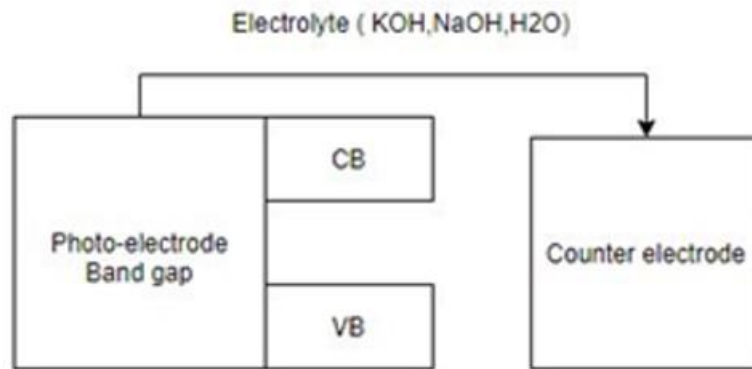 Electrolyte ( KOH,NaOH,H2O)
CB
Photo-electrode
Band gap
Counter electrode
VB